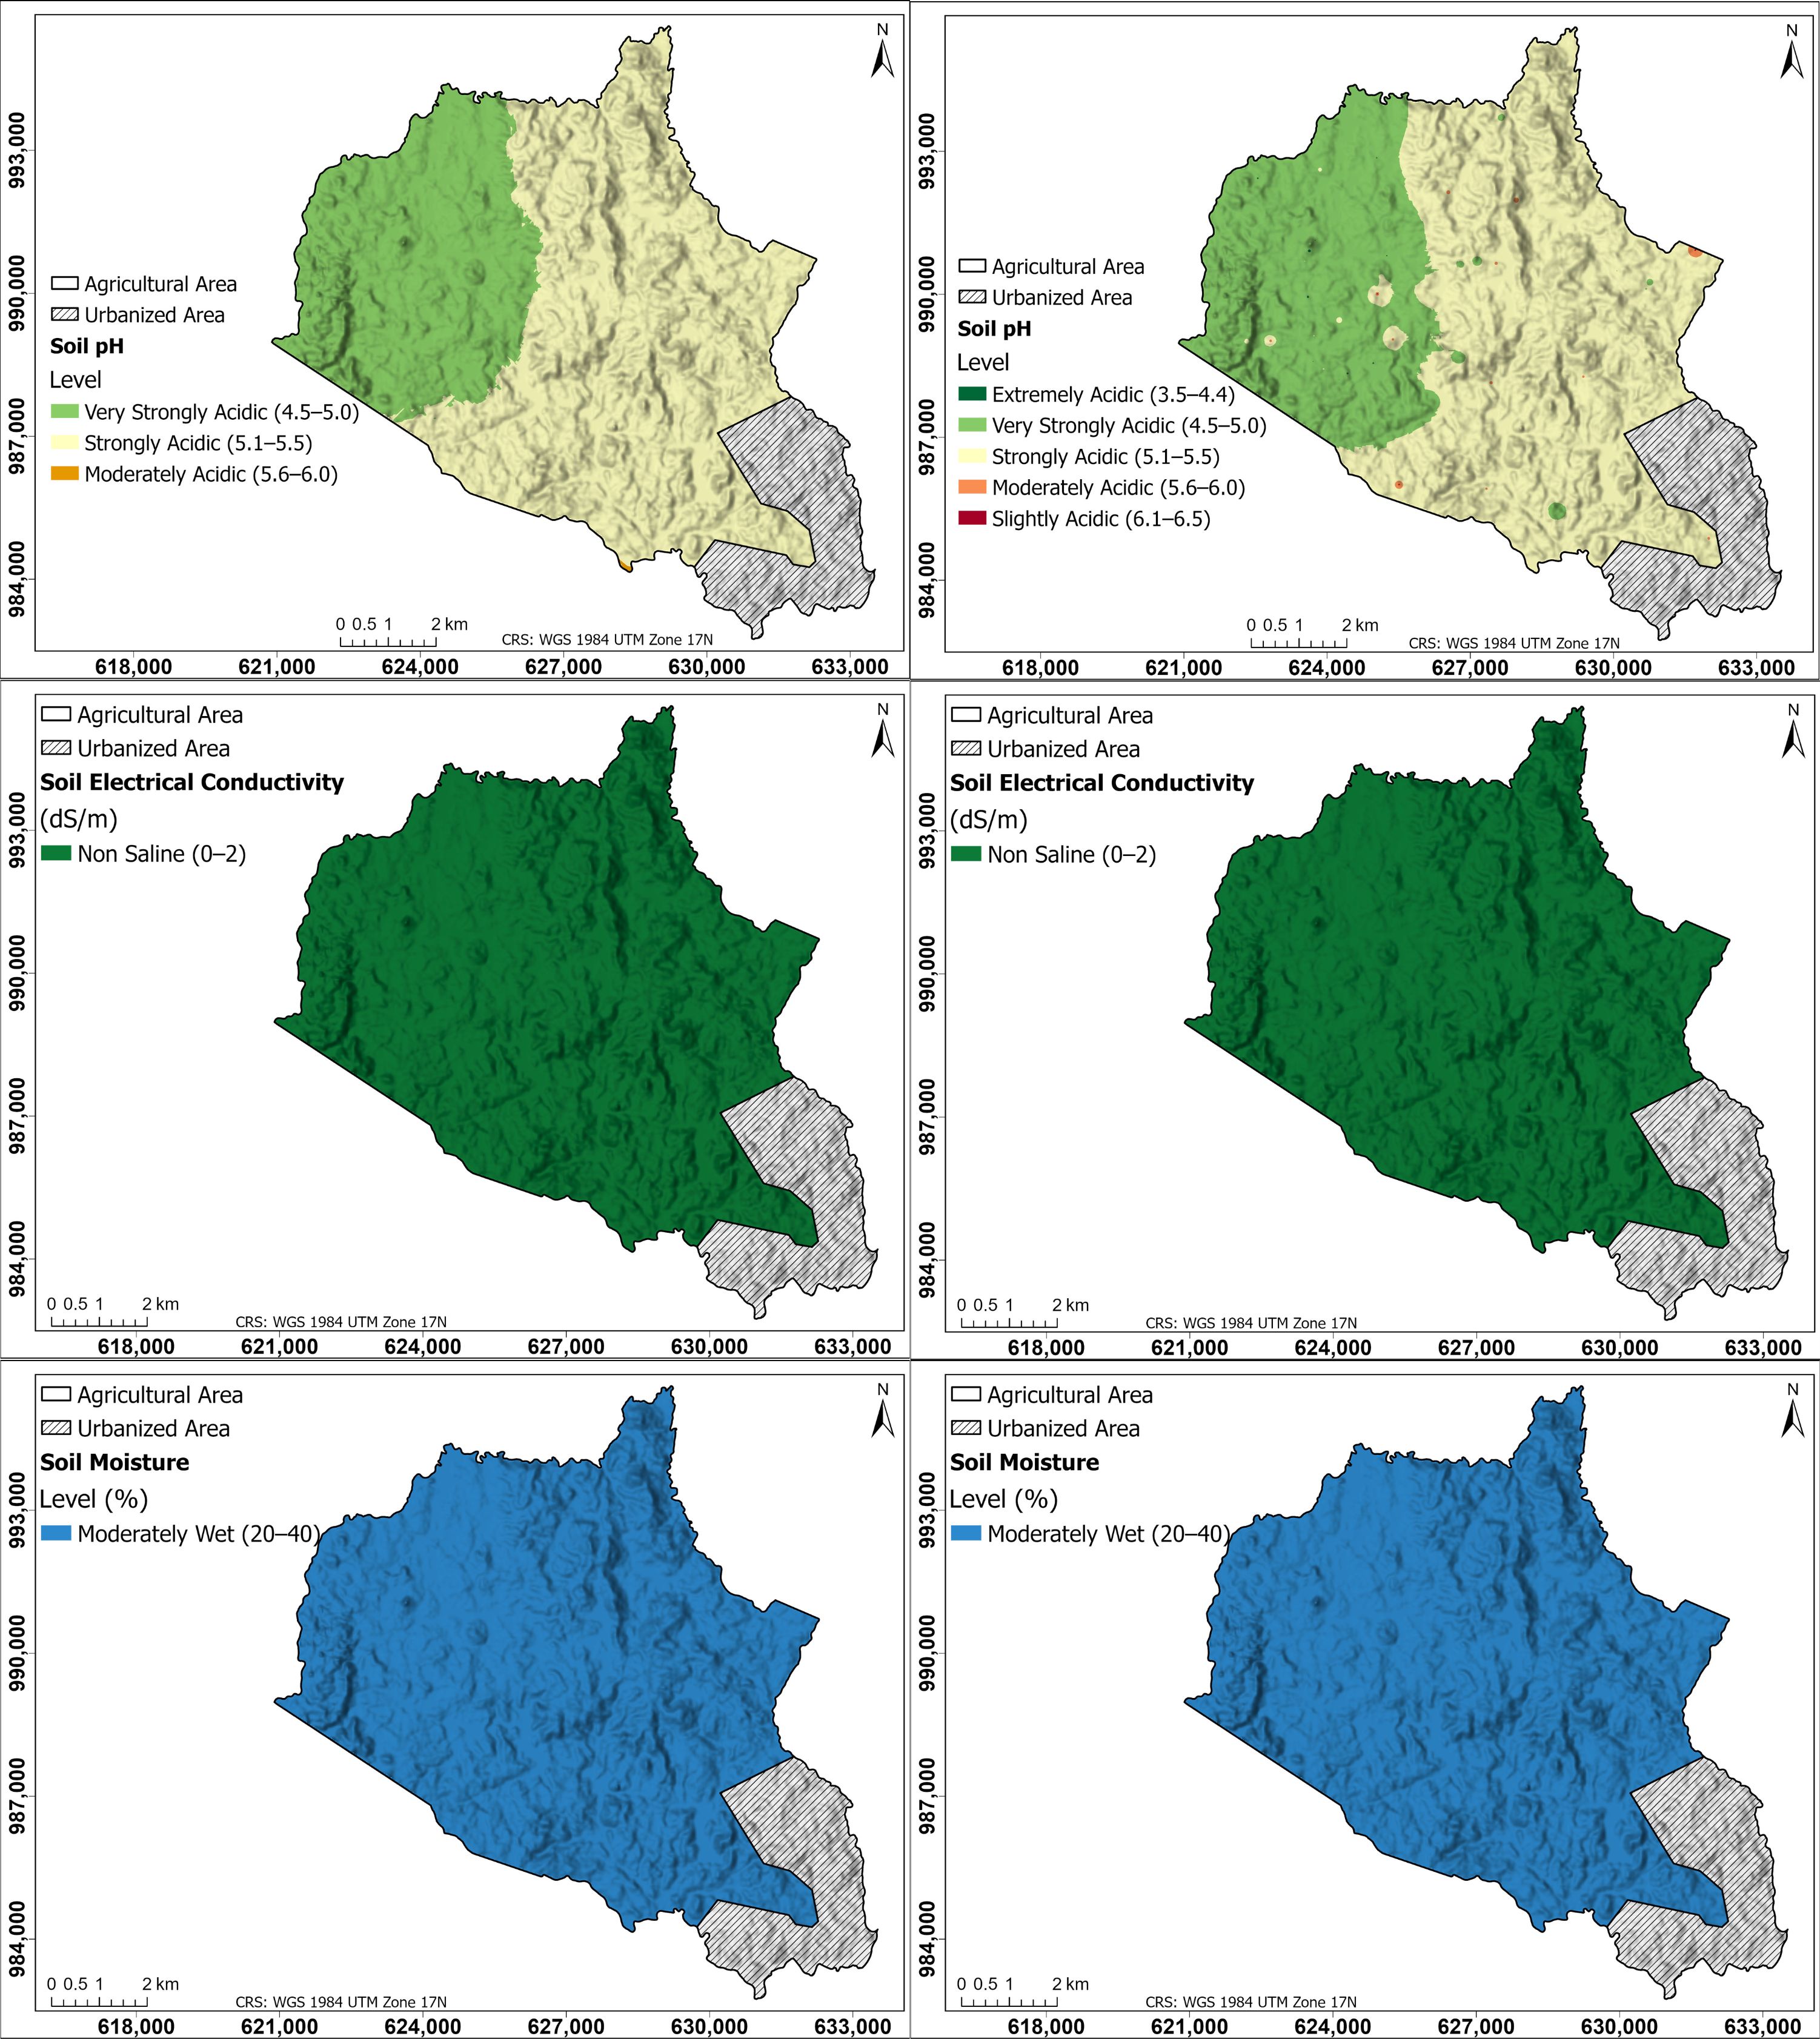 N
993,000
990,000
987,000
984,000
Agricultural Area
Urbanized Area
Soil pH
Level
Very Strongly Acidic (4.5–5.0)
Strongly Acidic (5.1–5.5)
Moderately Acidic (5.6–6.0)
0 0.5 1 2 km
CRS: WGS 1984 UTM Zone 17N
618,000 621,000 624,000 627,000 630,000 633,000
N
993,000
990,000
987,000
984,000
Agricultural Area
Urbanized Area
Soil pH
Level
Extremely Acidic (3.5–4.4)
Very Strongly Acidic (4.5–5.0)
Strongly Acidic (5.1–5.5)
Moderately Acidic (5.6–6.0)
Slightly Acidic (6.1–6.5)
0 0.5 1 2 km
CRS: WGS 1984 UTM Zone 17N
618,000 621,000 624,000 627,000 630,000 633,000
N
Agricultural Area
Urbanized Area
Soil Electrical Conductivity
(dS/m)
Non Saline (0–2)
993,000
990,000
987,000
984,000
0 0.5 1 2 km
CRS: WGS 1984 UTM Zone 17N
618,000 621,000 624,000 627,000 630,000 633,000
N
Agricultural Area
Urbanized Area
Soil Electrical Conductivity
(dS/m)
Non Saline (0–2)
993,000
990,000
987,000
984,000
0 0.5 1 2 km
CRS: WGS 1984 UTM Zone 17N
618,000 621,000 624,000 627,000 630,000 633,000
N
Agricultural Area
Urbanized Area
Soil Moisture
Level (%)
Moderately Wet (20–40)
993,000
990,000
987,000
984,000
0 0.5 1 2 km
CRS: WGS 1984 UTM Zone 17N
618,000 621,000 624,000 627,000 630,000 633,000
N
Agricultural Area
Urbanized Area
Soil Moisture
Level (%)
Moderately Wet (20–40)
993,000
990,000
987,000
984,000
0 0.5 1 2 km
CRS: WGS 1984 UTM Zone 17N
618,000 621,000 624,000 627,000 630,000 633,000